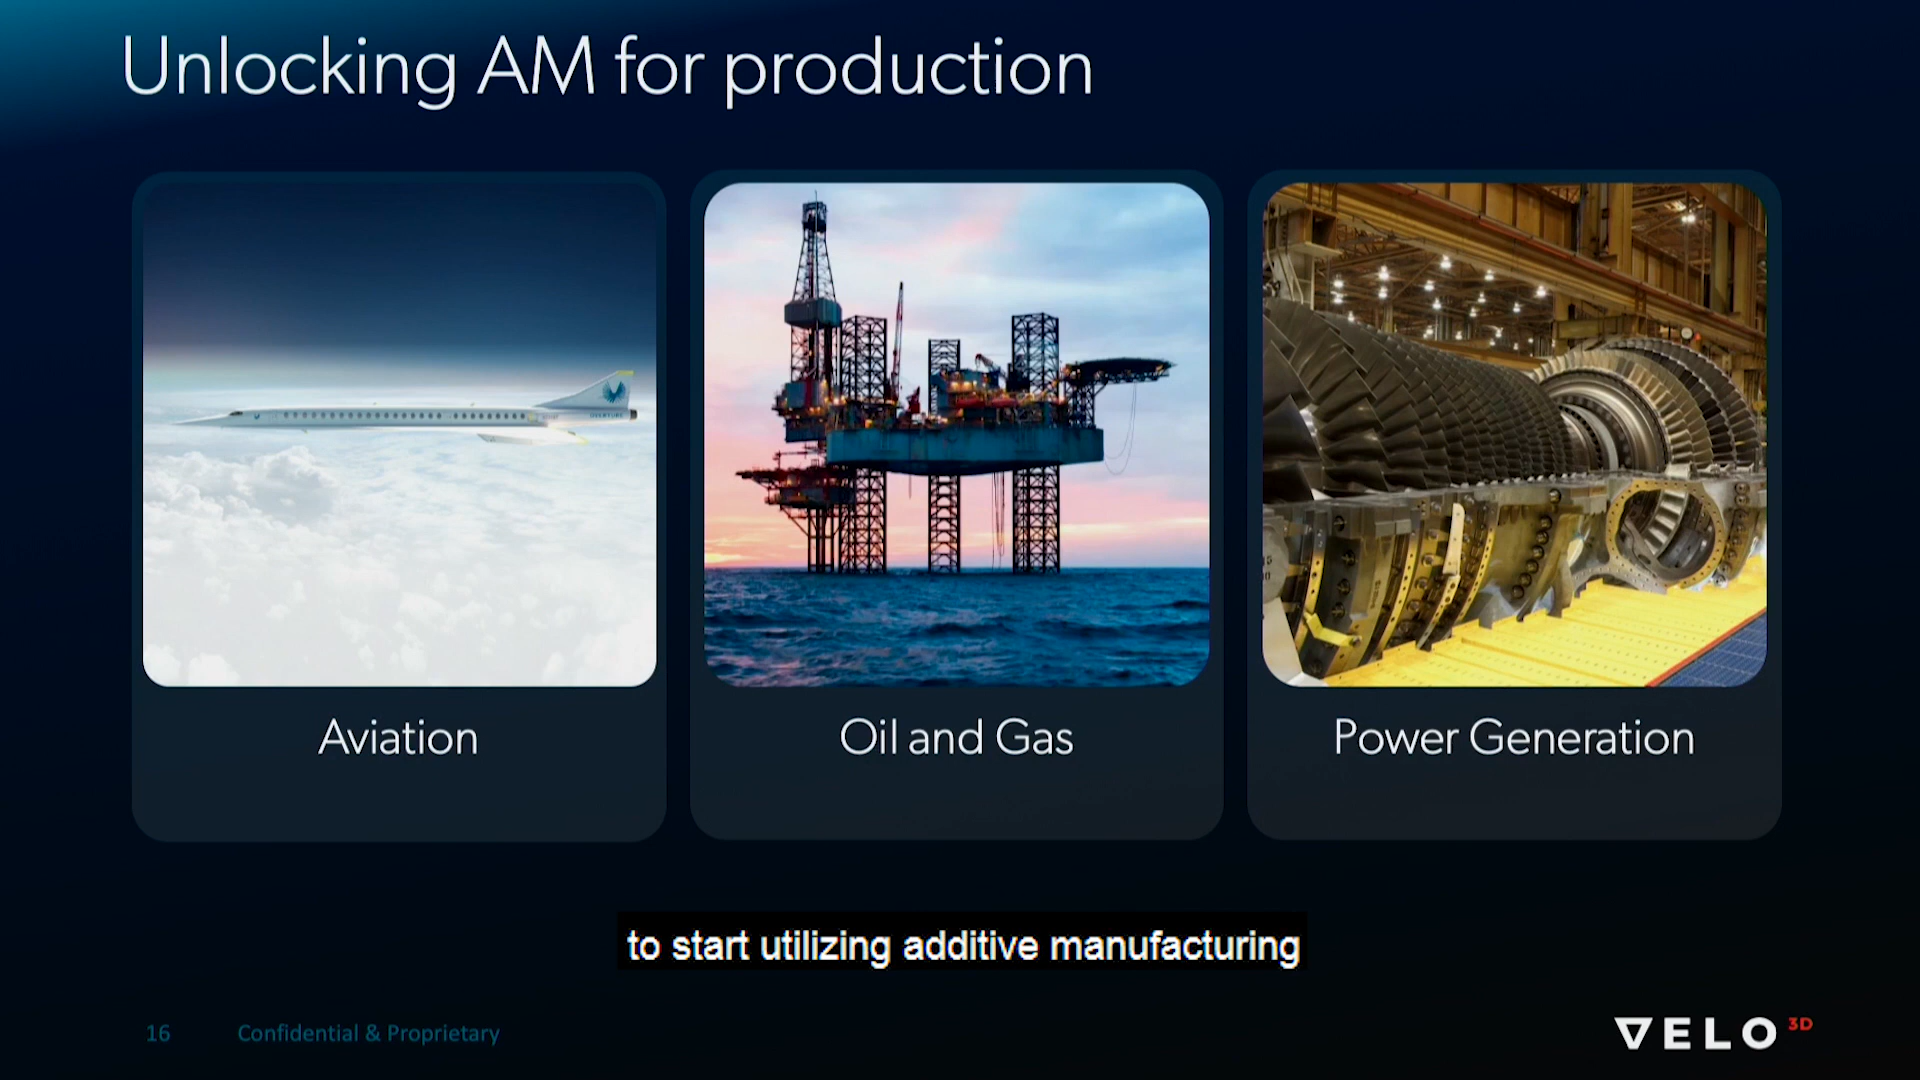 Unlocking AM for production
OVERTURE
Aviation
Oil and Gas
Power Generation
to start utilizing additive manufacturing
16 Confidential & Proprietary
VELO 3D